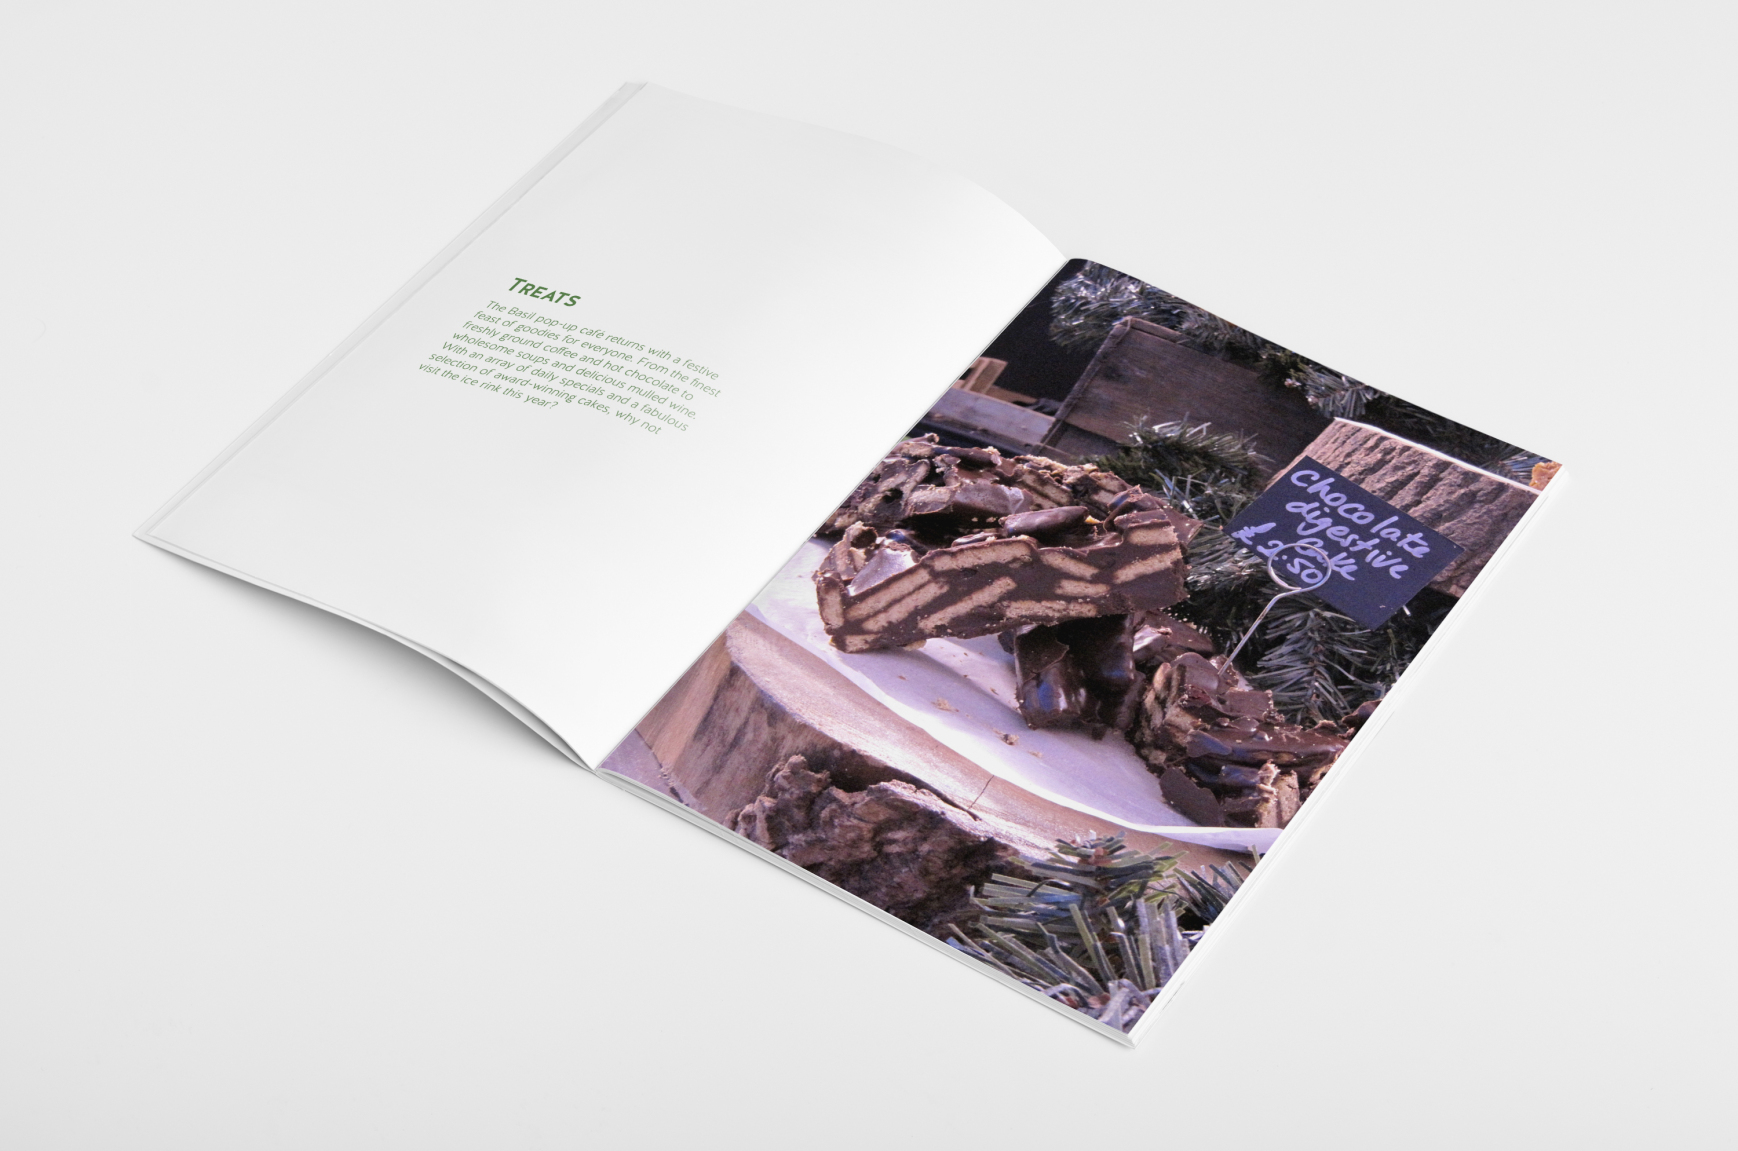 TREATS
The Basil pop-up café returns with a festive
feast of goodies for everyone. From the finest
freshly ground coffee and hot chocolate to
wholesome soups and delicious mulled wine.
With an array of daily specials and a fabulous
selection of award-winning cakes, why not
visit the ice rink this year?
Chocolate
digestive
Cake
£2.50